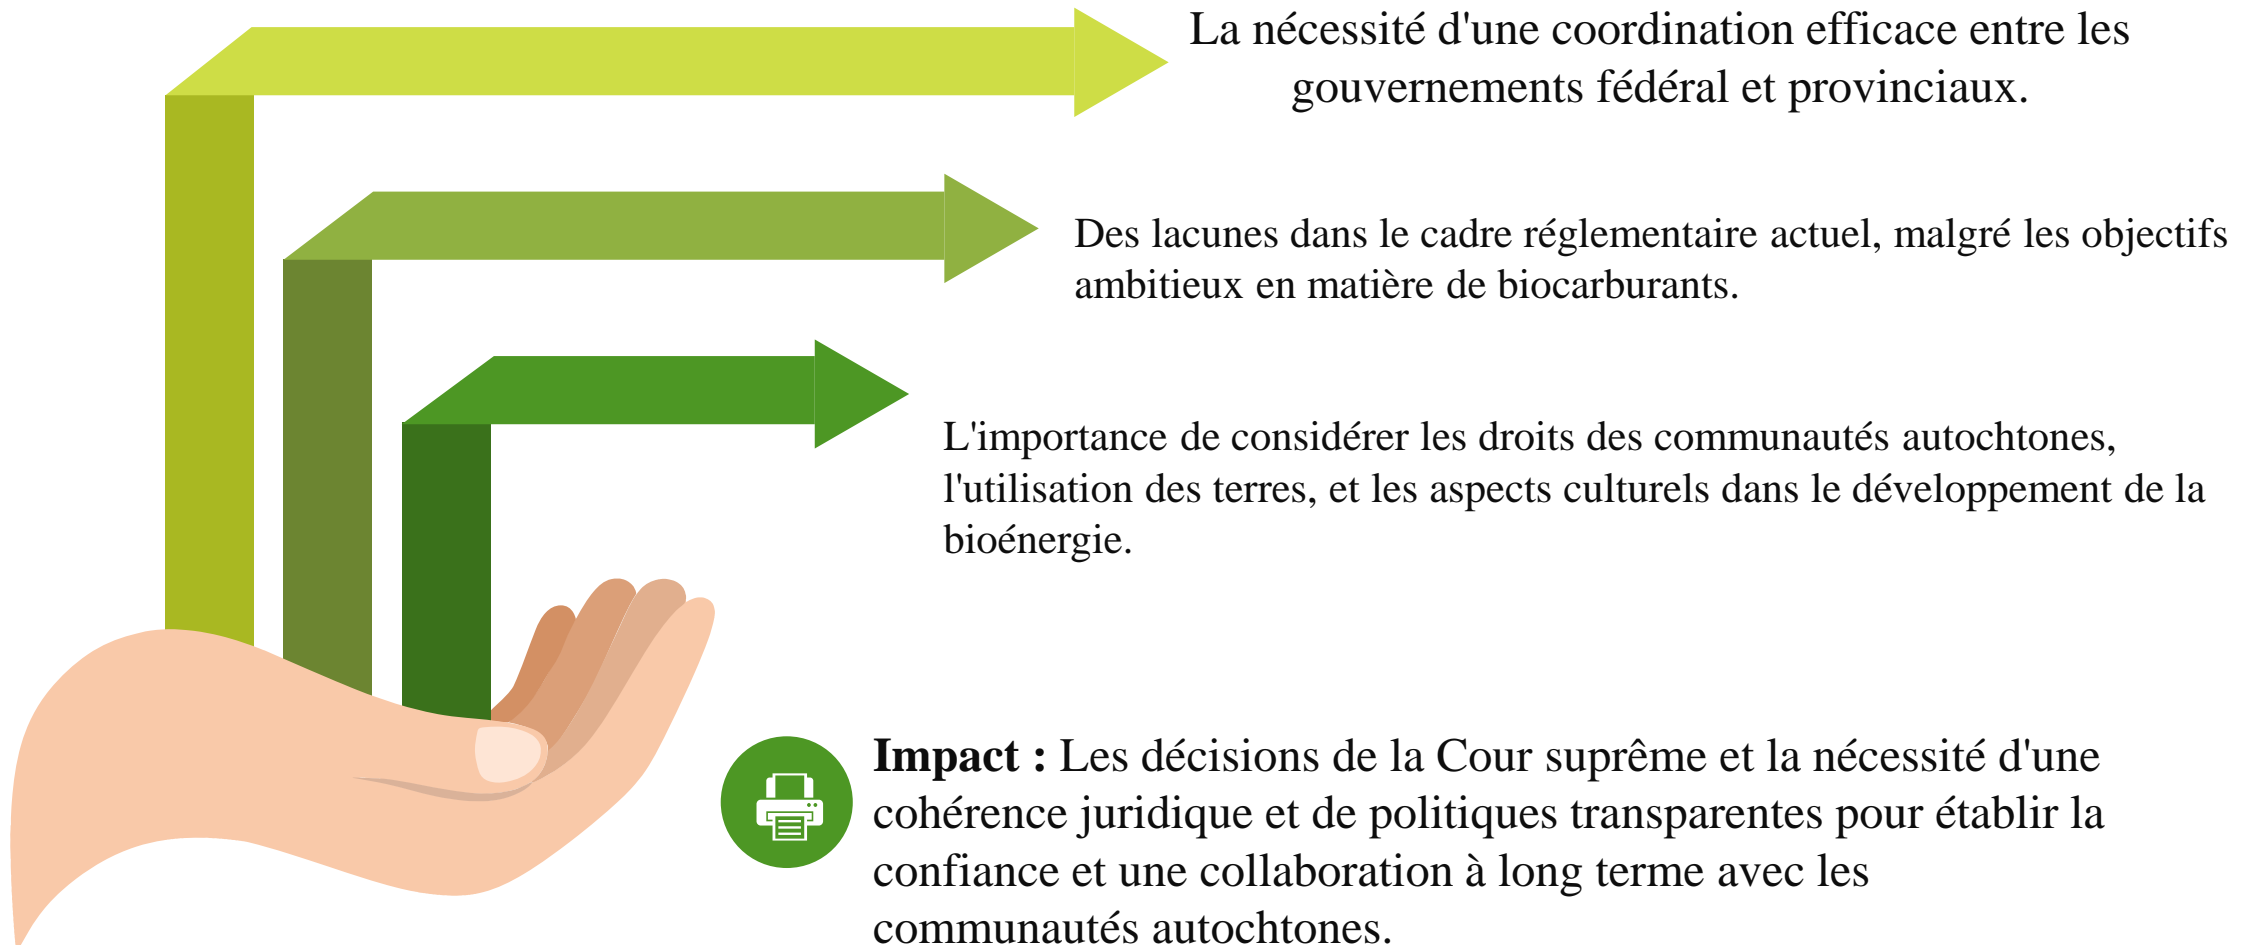 La nécessité d'une coordination efficace entre les
gouvernements fédéral et provinciaux.
Des lacunes dans le cadre réglementaire actuel, malgré les objectifs
ambitieux en matière de biocarburants.
L'importance de considérer les droits des communautés autochtones,
l'utilisation des terres, et les aspects culturels dans le développement de la
bioénergie.
Impact : Les décisions de la Cour suprême et la nécessité d'une
cohérence juridique et de politiques transparentes pour établir la
confiance et une collaboration à long terme avec les
communautés autochtones.